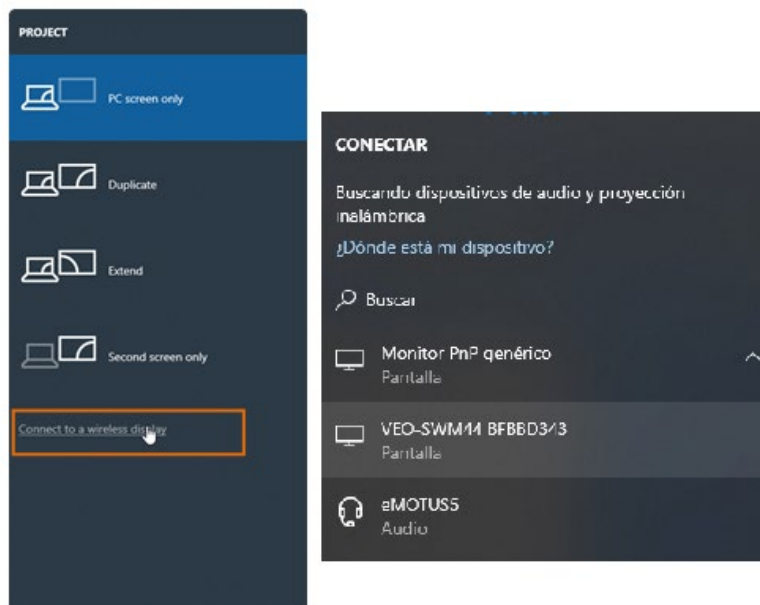 PROJECT
PC screen only
Duplicate
Extend
Second screen only
Connect to a wireless display
CONECTAR
Buscando dispositivos de audio y proyección
inalámbrica
¿Dónde está mi dispositivo?
Buscar
Monitor PnP genérico
Pantalla
VEO-SWM44 BFBBD343
Pantalla
eMOTUS5
Audio